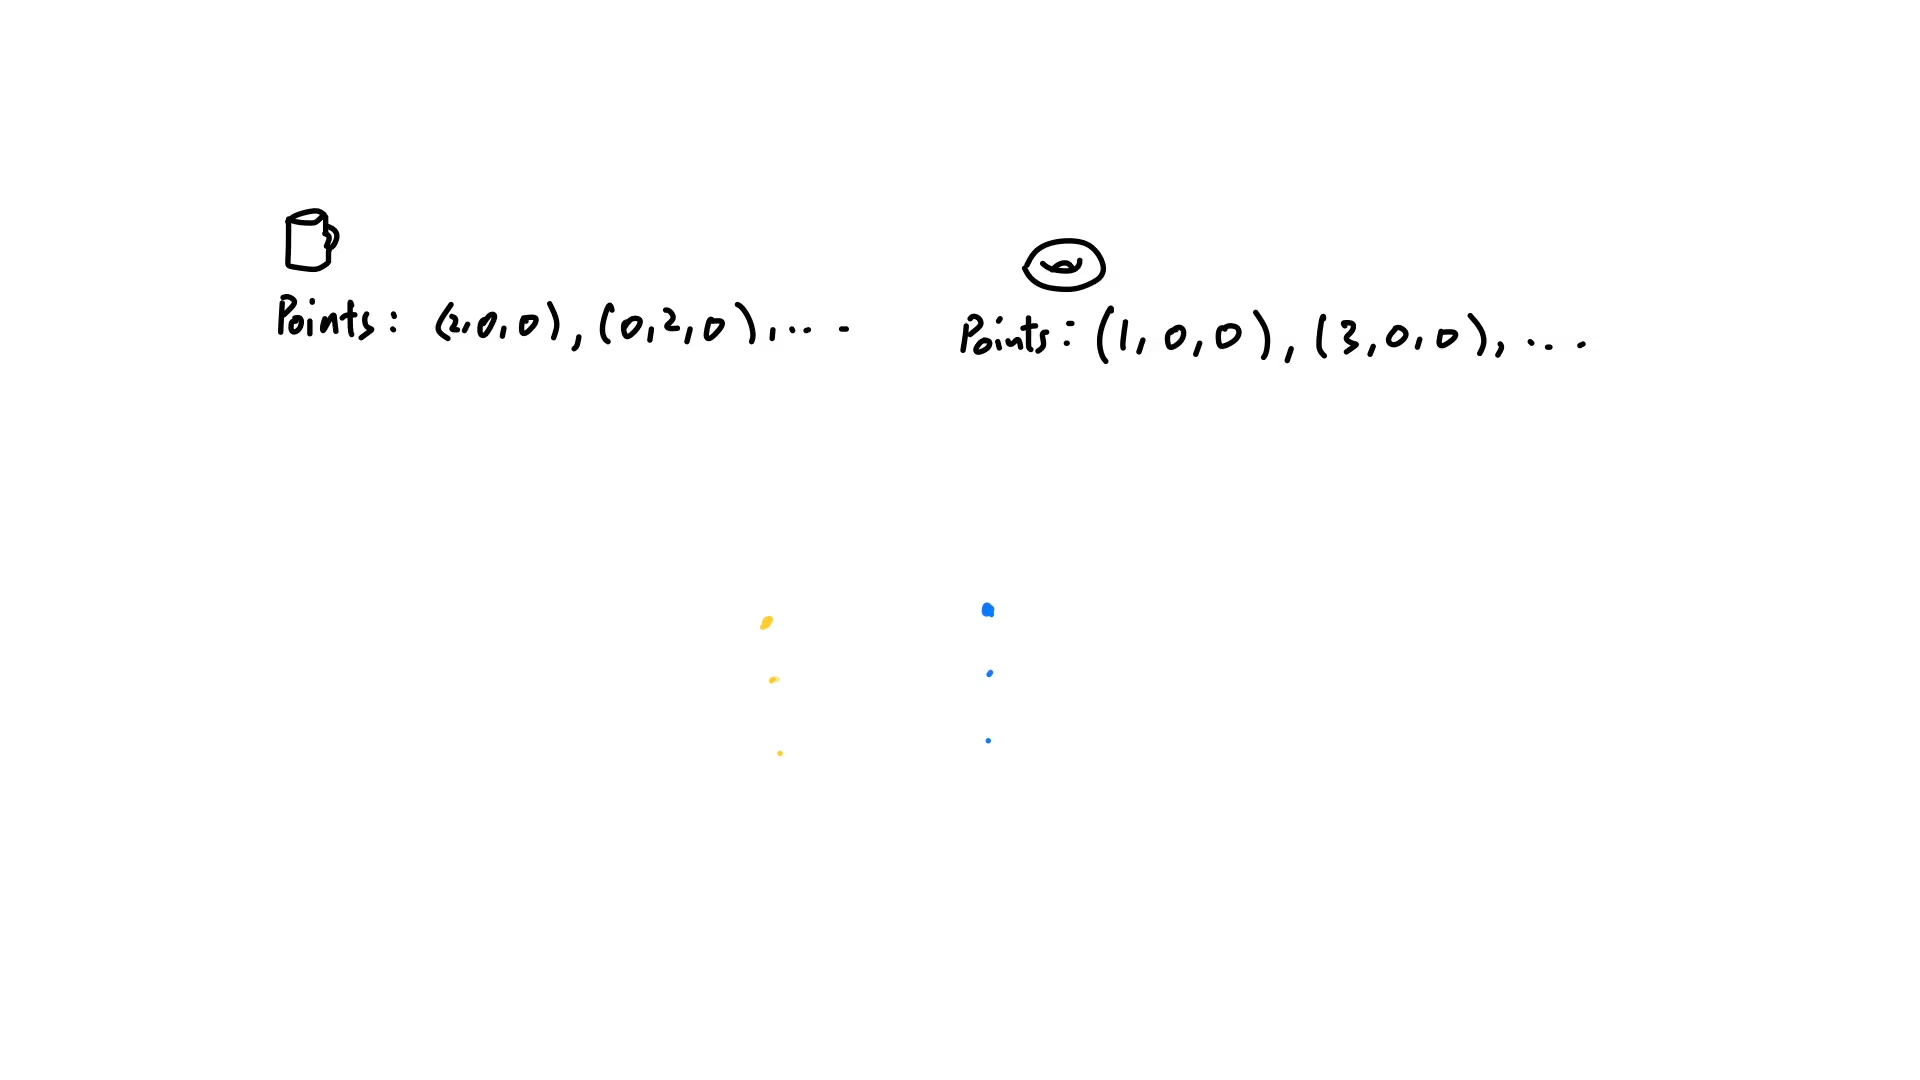 Points: (2,0,0), (0,2,0), ...
Points: (1,0,0), (3,0,0), ...